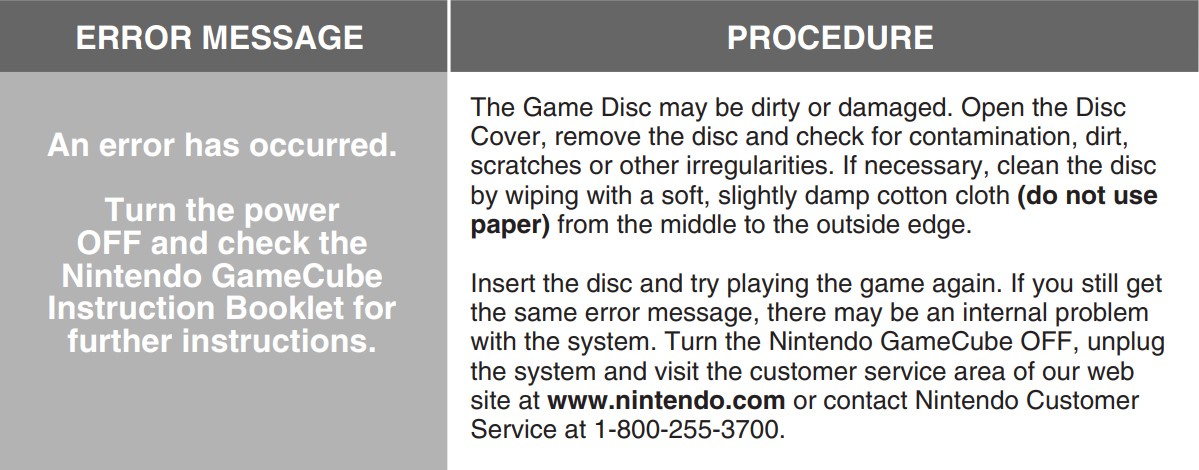 ERROR MESSAGE
PROCEDURE
An error has occurred.
Turn the power
OFF and check the
Nintendo GameCube
Instruction Booklet for
further instructions.
The Game Disc may be dirty or damaged. Open the Disc
Cover, remove the disc and check for contamination, dirt,
scratches or other irregularities. If necessary, clean the disc
by wiping with a soft, slightly damp cotton cloth (do not use
paper) from the middle to the outside edge.
Insert the disc and try playing the game again. If you still get
the same error message, there may be an internal problem
with the system. Turn the Nintendo GameCube OFF, unplug
the system and visit the customer service area of our web
site at www.nintendo.com or contact Nintendo Customer
Service at 1-800-255-3700.